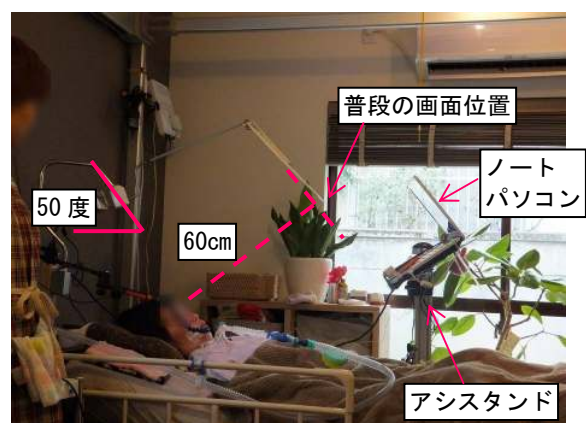 普段の画面位置
ノート
パソコン
50度
60cm
アシスタンド